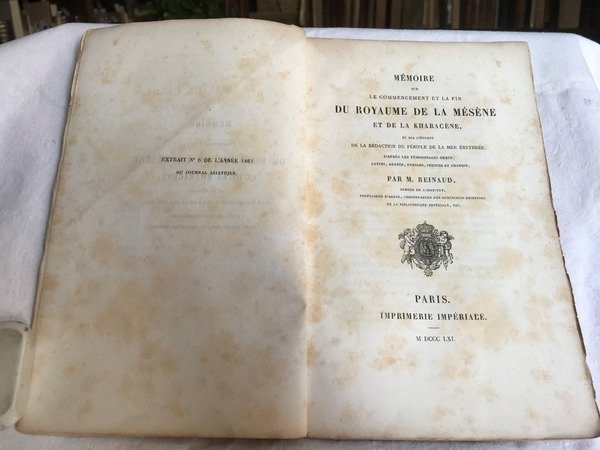 EXTRAIT N° 6 DE L'ANNÉE 1861
DU JOURNAL ASIATIQUE.
MÉMOIRE
SUR
LE COMMENCEMENT ET LA FIN
DU ROYAUME DE LA MÉSÈNE
ET DE LA KHARACÈNE,
ET SUR L'ÉPOQUE
DE LA RÉDACTION DU PÉRIPLE DE LA MER ÉRYTHRÉE,
D'APRÈS LES TÉMOIGNAGES GRECS,
LATINS, ARABES, PERSANS, INDIENS ET CHINOIS,
PAR M. REINAUD,
MEMBRE DE L'INSTITUT,
PROFESSEUR D'ARABE, CONSERVATEUR DES MANUSCRITS ORIENTAUX
DE LA BIBLIOTHÈQUE IMPÉRIALE, ETC.
PARIS.
IMPRIMERIE IMPÉRIALE.
M DCCC LXI.